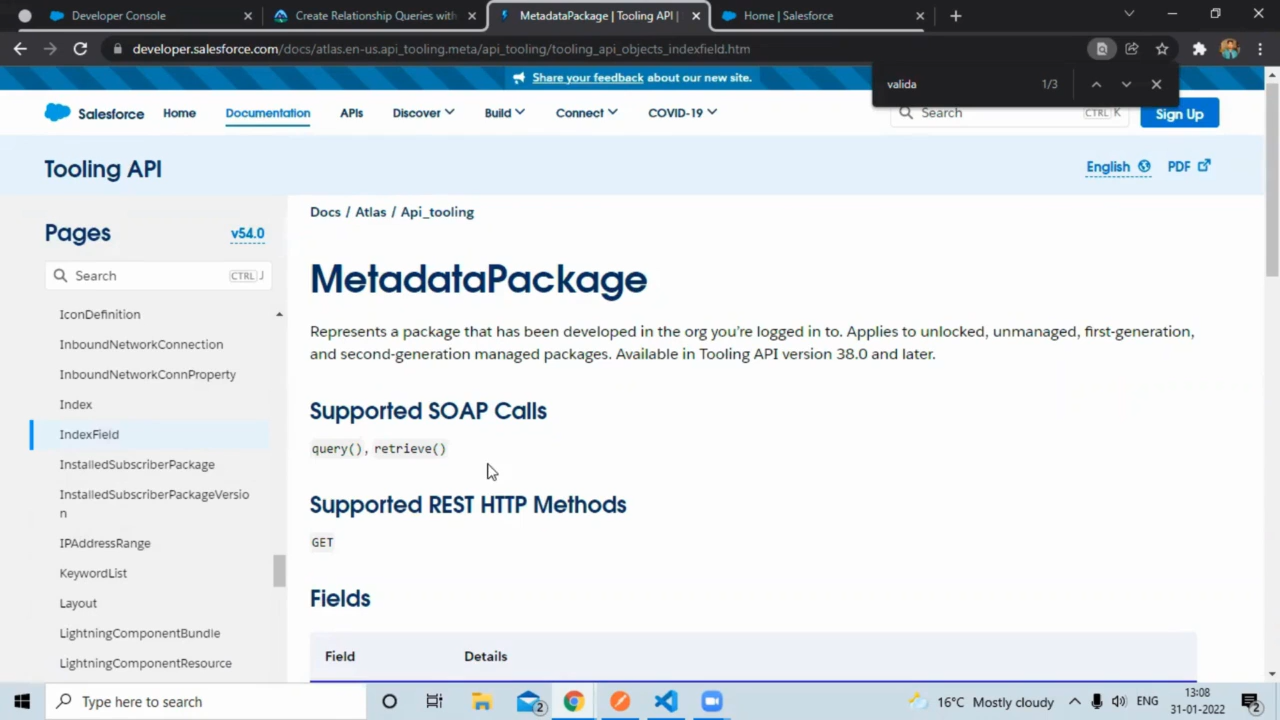 Developer Console
Create Relationship Queries with
MetadataPackage | Tooling API |
Home | Salesforce
developer.salesforce.com/docs/atlas.en-us.api_tooling.meta/api_tooling/tooling_api_objects_indexfield.htm
Share your feedback about our new site.
valida
1/3
Salesforce
Home
Documentation
APIs
Discover
Build
Connect
COVID-19
Search
CTRL K
Sign Up
Tooling API
English
PDF
Pages
v54.0
Search
CTRL J
IconDefinition
InboundNetworkConnection
InboundNetworkConnProperty
Index
IndexField
InstalledSubscriberPackage
InstalledSubscriberPackageVersio
n
IPAddressRange
KeywordList
Layout
LightningComponentBundle
LightningComponentResource
Docs / Atlas / Api_tooling
MetadataPackage
Represents a package that has been developed in the org you’re logged in to. Applies to unlocked, unmanaged, first-generation,
and second-generation managed packages. Available in Tooling API version 38.0 and later.
Supported SOAP Calls
query(), retrieve()
Supported REST HTTP Methods
GET
Fields
Field
Details
Type here to search
2
16°C Mostly cloudy
ENG
13:08
31-01-2022
2